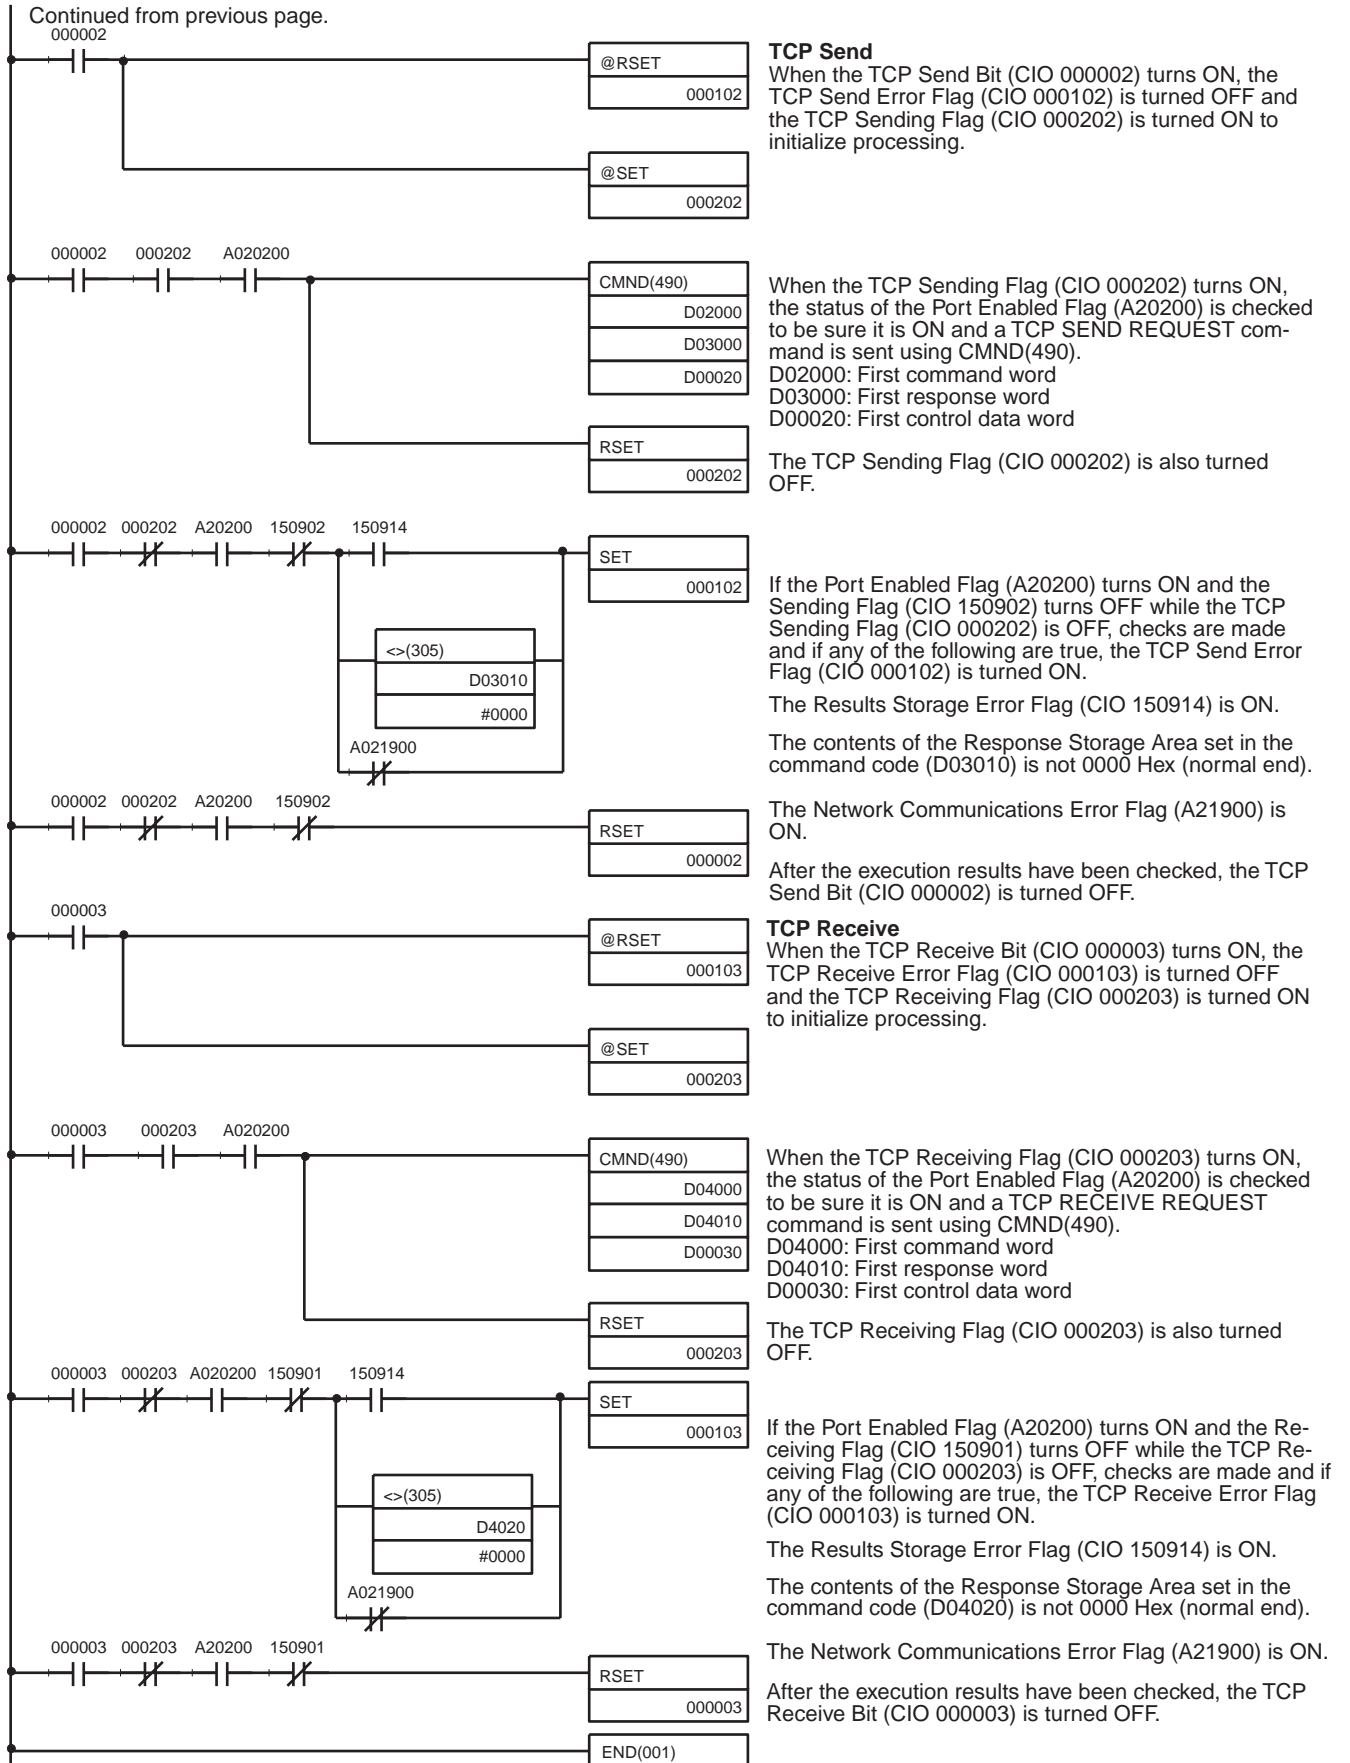 Continued from previous page.
000002
@RSET
000102
TCP Send
When the TCP Send Bit (CIO 000002) turns ON, the
TCP Send Error Flag (CIO 000102) is turned OFF and
the TCP Sending Flag (CIO 000202) is turned ON to
initialize processing.
@SET
000202
000002 000202 A020200
CMND(490)
D02000
D03000
D00020
When the TCP Sending Flag (CIO 000202) turns ON,
the status of the Port Enabled Flag (A20200) is checked
to be sure it is ON and a TCP SEND REQUEST com-
mand is sent using CMND(490).
D02000: First command word
D03000: First response word
D00020: First control data word
RSET
000202
The TCP Sending Flag (CIO 000202) is also turned
OFF.
000002 000202 A20200 150902 150914
SET
000102
<>(305)
D03010
#0000
A021900
If the Port Enabled Flag (A20200) turns ON and the
Sending Flag (CIO 150902) turns OFF while the TCP
Sending Flag (CIO 000202) is OFF, checks are made
and if any of the following are true, the TCP Send Error
Flag (CIO 000102) is turned ON.
The Results Storage Error Flag (CIO 150914) is ON.
The contents of the Response Storage Area set in the
command code (D03010) is not 0000 Hex (normal end).
000002 000202 A20200 150902
RSET
000002
The Network Communications Error Flag (A21900) is
ON.
After the execution results have been checked, the TCP
Send Bit (CIO 000002) is turned OFF.
000003
@RSET
000103
TCP Receive
When the TCP Receive Bit (CIO 000003) turns ON, the
TCP Receive Error Flag (CIO 000103) is turned OFF
and the TCP Receiving Flag (CIO 000203) is turned ON
to initialize processing.
@SET
000203
000003 000203 A020200
CMND(490)
D04000
D04010
D00030
When the TCP Receiving Flag (CIO 000203) turns ON,
the status of the Port Enabled Flag (A20200) is checked
to be sure it is ON and a TCP RECEIVE REQUEST
command is sent using CMND(490).
D04000: First command word
D04010: First response word
D00030: First control data word
RSET
000203
The TCP Receiving Flag (CIO 000203) is also turned
OFF.
000003 000203 A020200 150901 150914
SET
000103
<>(305)
D4020
#0000
A021900
If the Port Enabled Flag (A20200) turns ON and the Re-
ceiving Flag (CIO 150901) turns OFF while the TCP Re-
ceiving Flag (CIO 000203) is OFF, checks are made and if
any of the following are true, the TCP Receive Error Flag
(CIO 000103) is turned ON.
The Results Storage Error Flag (CIO 150914) is ON.
The contents of the Response Storage Area set in the
command code (D04020) is not 0000 Hex (normal end).
000003 000203 A20200 150901
RSET
000003
The Network Communications Error Flag (A21900) is ON.
After the execution results have been checked, the TCP
Receive Bit (CIO 000003) is turned OFF.
END(001)